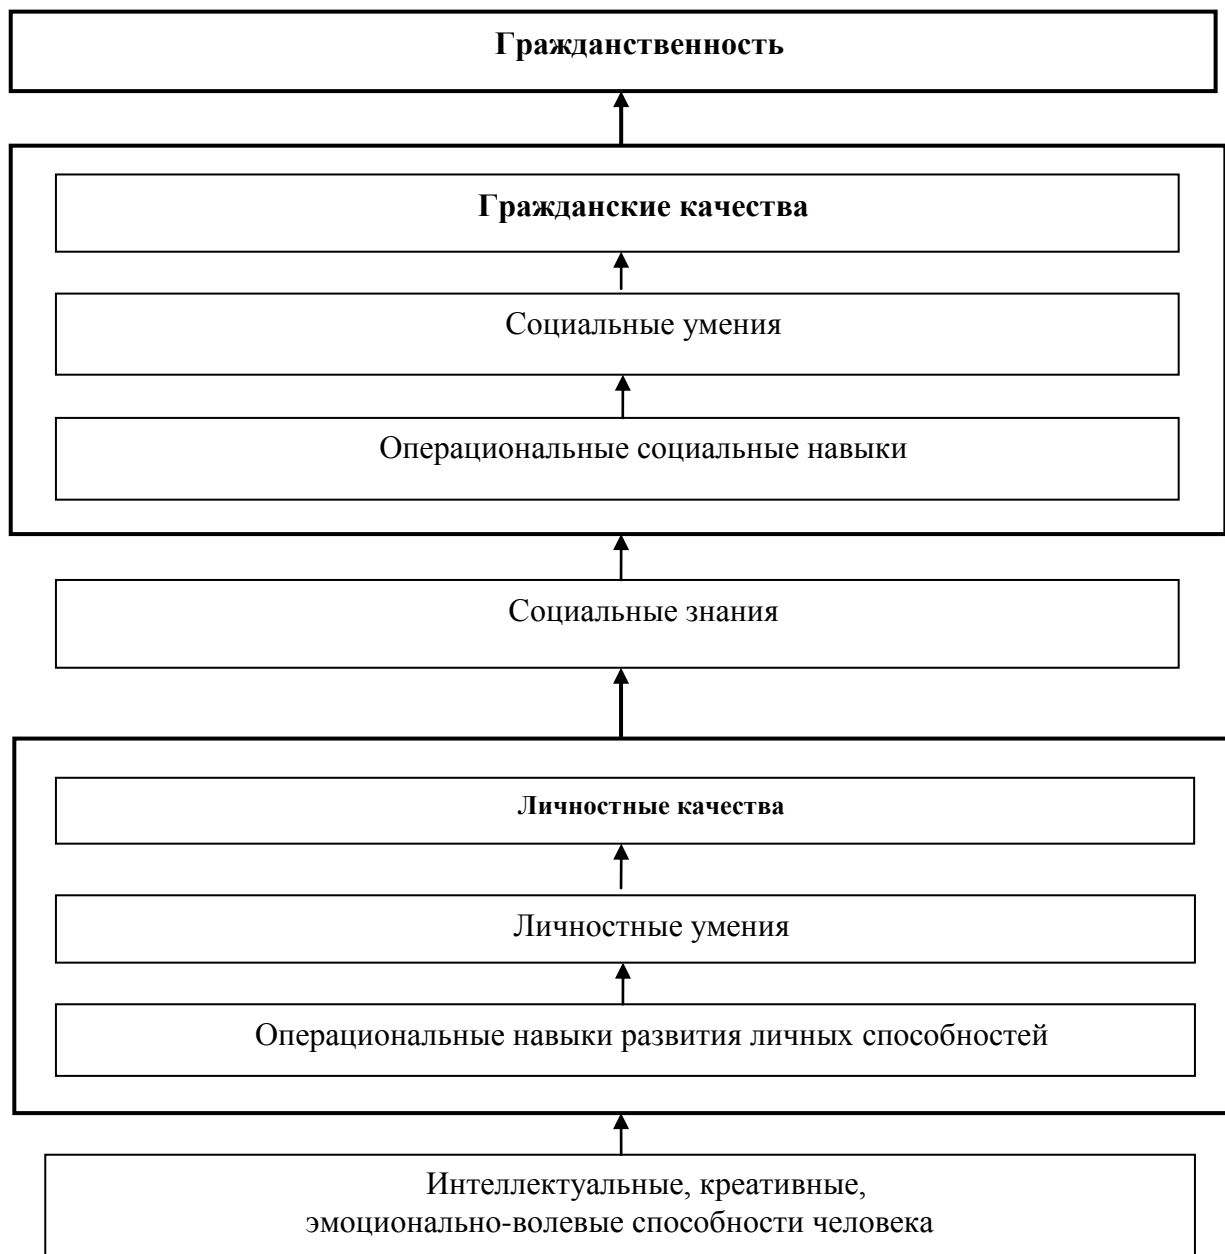 Гражданственность
Гражданские качества
Социальные умения
Операциональные социальные навыки
Социальные знания
Личностные качества
Личностные умения
Операциональные навыки развития личных способностей
Интеллектуальные, креативные,
эмоционально-волевые способности человека